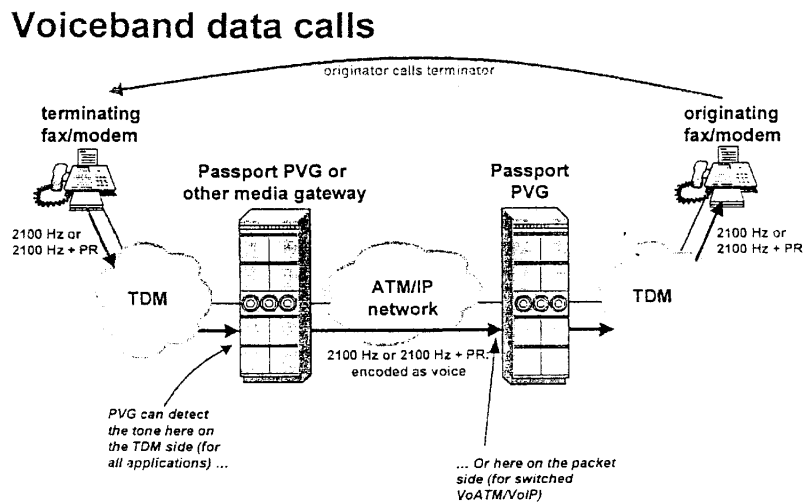 Voiceband data calls
originator calls terminator
terminating
fax/modem
originating
fax/modem
Passport PVG or
other media gateway
Passport
PVG
2100 Hz or
2100 Hz + PR
2100 Hz or
2100 Hz + PR
TDM
ATM/IP
network
TDM
2100 Hz or 2100 Hz + PR.
encoded as voice
PVG can detect
the tone here on
the TDM side (for
all applications) ...
... Or here on the packet
side (for switched
VoATM/VoIP)